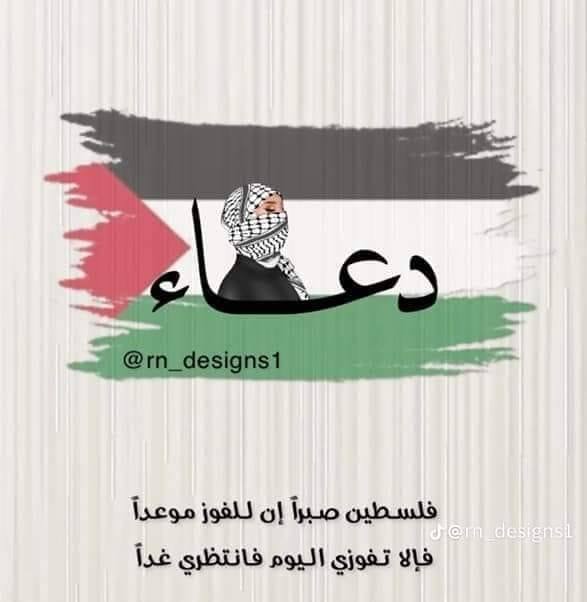 دعاء
@rn_designs1
فلسطين صبراً إن للفوز موعداً
@rn_designs1
فإلا تفوزي اليوم فانتظري غداً